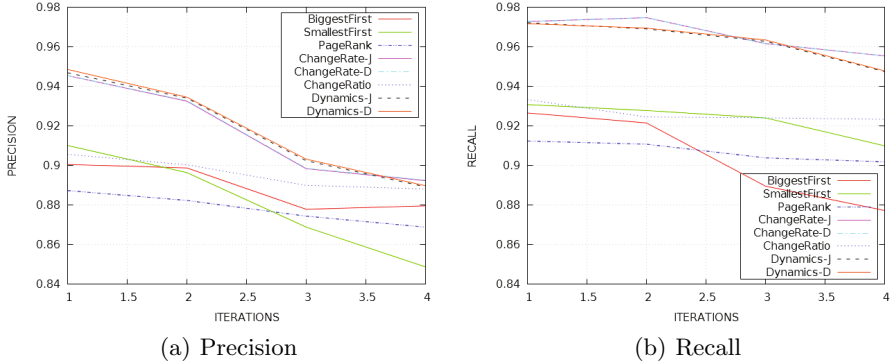 0.98
0.96
0.94
0.92
0.9
0.88
0.86
0.84
PRECISION
BiggestFirst
SmallestFirst
PageRank
ChangeRate-J
ChangeRate-D
ChangeRatio
Dynamics-J
Dynamics-D
1 1.5 2 2.5 3 3.5 4
ITERATIONS
(a) Precision
0.98
0.96
0.94
0.92
0.9
0.88
0.86
0.84
RECALL
BiggestFirst
SmallestFirst
PageRank
ChangeRate-J
ChangeRate-D
ChangeRatio
Dynamics-J
Dynamics-D
1 1.5 2 2.5 3 3.5 4
ITERATIONS
(b) Recall